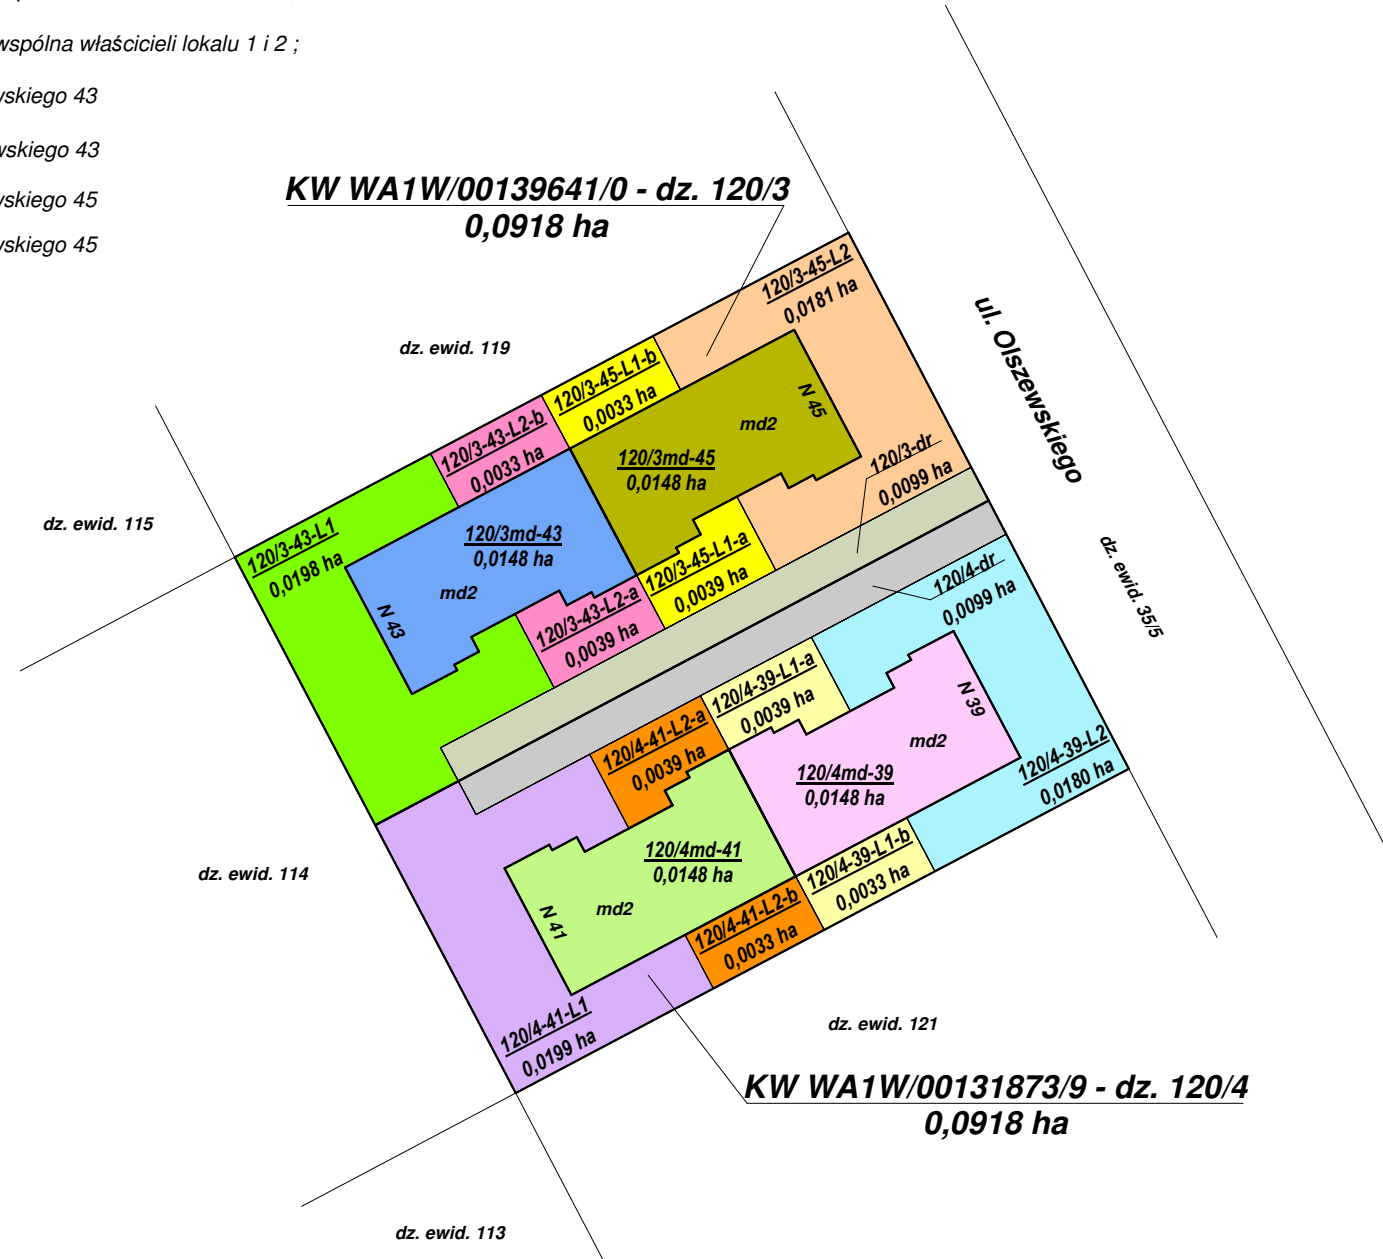 wspólna właścicieli lokalu 1 i 2 ;
wskiego 43
wskiego 43
wskiego 45
wskiego 45
KW WA1W/00139641/0 - dz. 120/3
0,0918 ha
120/3-45-L2
0,0181 ha
ul. Olszewskiego
dz. ewid. 119
120/3-45-L1-b
0,0033 ha
N 45
md2
120/3-43-L2-b
0,0033 ha
120/3md-45
0,0148 ha
120/3-dr
0,0099 ha
dz. ewid. 115
120/3-43-L1
0,0198 ha
120/3md-43
0,0148 ha
md2
N 43
120/3-45-L1-a
0,0039 ha
120/3-43-L2-a
0,0039 ha
120/4-dr
0,0099 ha
dz. ewid. 35/5
120/4-39-L1-a
0,0039 ha
N 39
md2
120/4-41-L2-a
0,0039 ha
120/4md-39
0,0148 ha
120/4-39-L2
0,0180 ha
120/4md-41
0,0148 ha
md2
N 41
120/4-39-L1-b
0,0033 ha
dz. ewid. 114
120/4-41-L2-b
0,0033 ha
120/4-41-L1
0,0199 ha
dz. ewid. 121
KW WA1W/00131873/9 - dz. 120/4
0,0918 ha
dz. ewid. 113